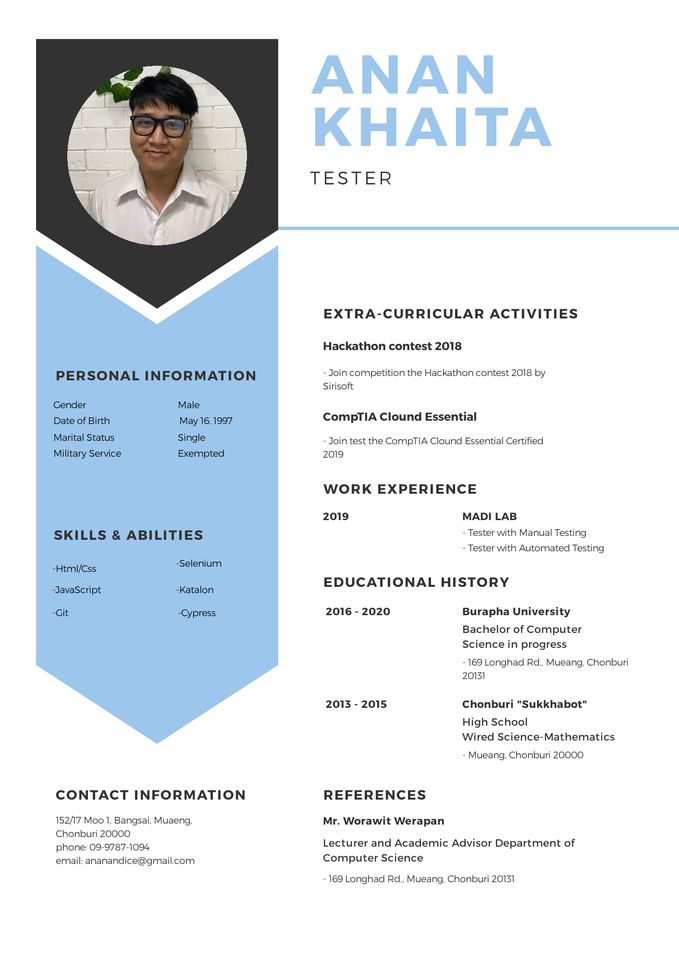 ANAN
KHAITA
TESTER
PERSONAL INFORMATION
Gender Male
Date of Birth May 16, 1997
Marital Status Single
Military Service Exempted
SKILLS & ABILITIES
-Html/Css -Selenium
-JavaScript -Katalon
-Git -Cypress
CONTACT INFORMATION
152/17 Moo 1, Bangsai, Muaeng,
Chonburi 20000
phone: 09-9787-1094
email: ananandice@gmail.com
EXTRA-CURRICULAR ACTIVITIES
Hackathon contest 2018
- Join competition the Hackathon contest 2018 by
Sirisoft
CompTIA Clound Essential
- Join test the CompTIA Clound Essential Certified
2019
WORK EXPERIENCE
2019 MADI LAB
- Tester with Manual Testing
- Tester with Automated Testing
EDUCATIONAL HISTORY
2016 - 2020 Burapha University
Bachelor of Computer
Science in progress
- 169 Longhad Rd., Mueang, Chonburi
20131
2013 - 2015 Chonburi "Sukkhabot"
High School
Wired Science-Mathematics
- Mueang, Chonburi 20000
REFERENCES
Mr. Worawit Werapan
Lecturer and Academic Advisor Department of
Computer Science
- 169 Longhad Rd., Mueang, Chonburi 20131